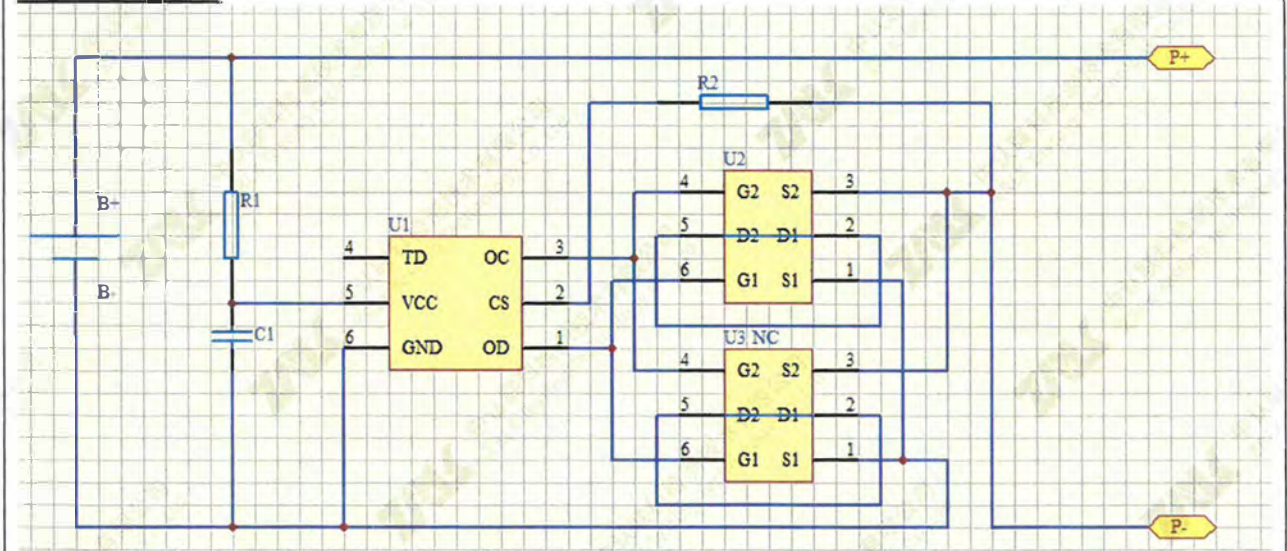 P+
R2
U2
4 G2 S2 3
B+
R1
5 D2 D1 2
U1
4 TD OC 3
6 G1 S1 1
B-
5 VCC CS 2
C1
U3 NC
6 GND OD 1
4 G2 S2 3
5 D2 D1 2
6 G1 S1 1
P-